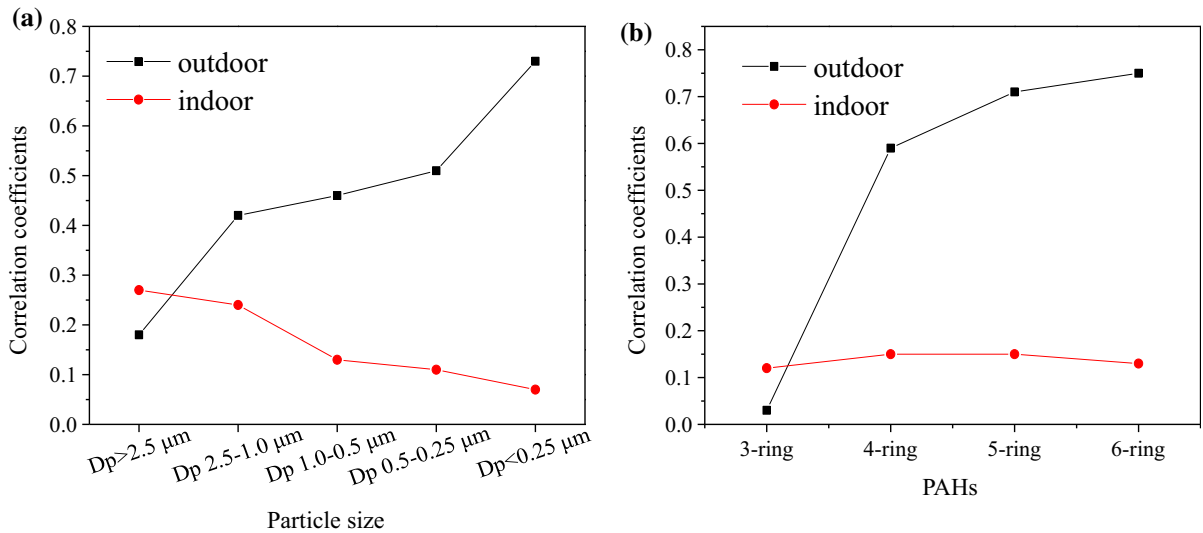 (a)
0.8
0.7
0.6
0.5
0.4
0.3
0.2
0.1
0.0
Correlation coefficients
outdoor
indoor
Dp>2.5 μm
Dp 2.5-1.0 μm
Dp 1.0-0.5 μm
Dp 0.5-0.25 μm
Dp<0.25 μm
Particle size
(b)
0.8
0.7
0.6
0.5
0.4
0.3
0.2
0.1
0.0
Correlation coefficients
outdoor
indoor
3-ring
4-ring
5-ring
6-ring
PAHs